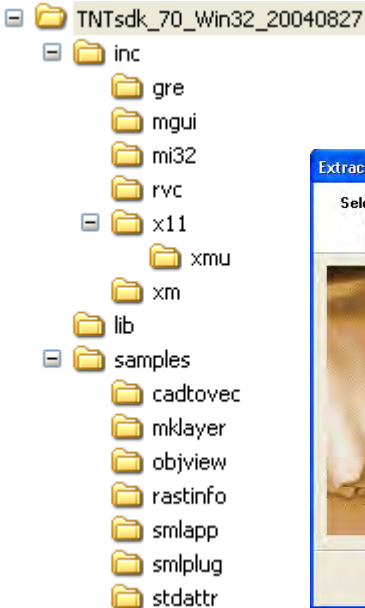 TNTsdk_70_Win32_20040827
inc
gre
mgui
mi32
rvc
x11
xmu
xm
lib
samples
cadtovec
mklayer
objview
rastinfo
smlapp
smlplug
stdattr